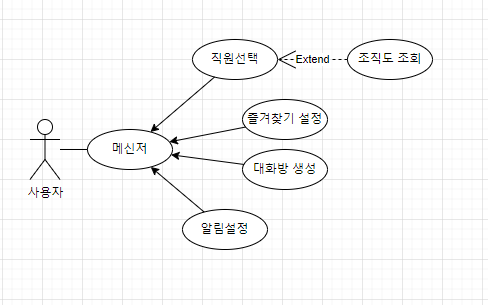 직원선택
Extend
조직도 조회
즐겨찾기 설정
메신저
대화방 생성
사용자
알림설정